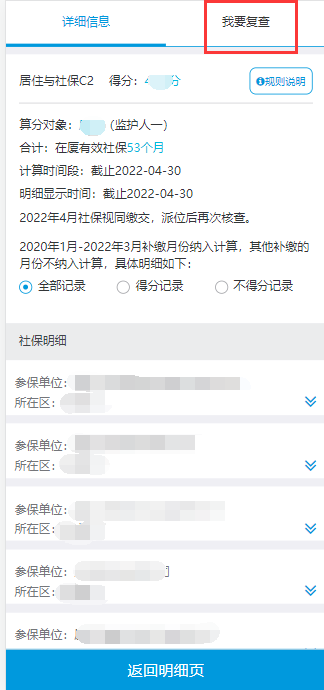 详细信息 我要复查
居住与社保C2 得分： 分 规则说明
算分对象： (监护人一)
合计：在厦有效社保53个月
计算时间段：截止2022-04-30
明细显示时间：截止2022-04-30
2022年4月社保视同缴交，派位后再次核查。
2020年1月-2022年3月补缴月份纳入计算，其他补缴的
月份不纳入计算，具体明细如下：
全部记录 得分记录 不得分记录
社保明细
参保单位：
所在区：
参保单位：
所在区：
参保单位：
所在区：
参保单位：
所在区：
参保单位：
返回明细页